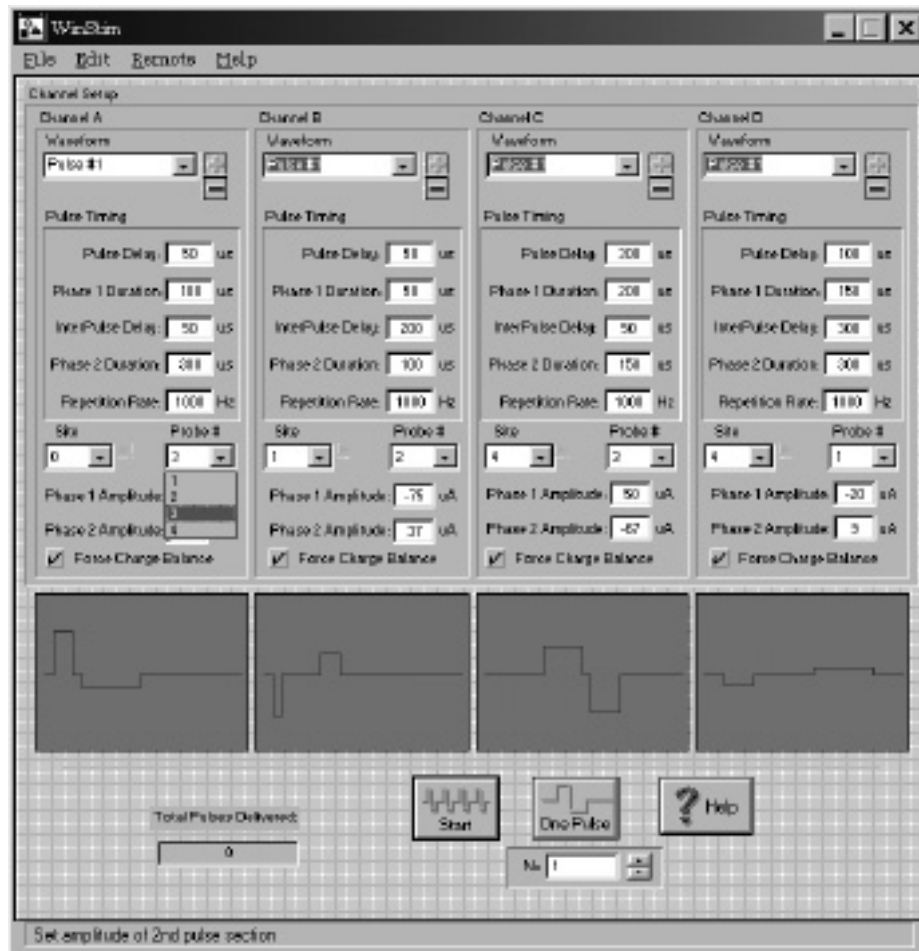 WinStim
File Edit Remote Help
Channel Setup
Channel A
Waveform
Pulse #1
Pulse Timing
Pulse Delay: 50 us
Phase 1 Duration: 100 us
InterPulse Delay: 50 us
Phase 2 Duration: 300 us
Repetition Rate: 1000 Hz
Site Probe #
0 3
1
2
3
4
Phase 1 Amplitude:
Phase 2 Amplitude:
Force Charge Balance
Channel B
Waveform
Pulse #1
Pulse Timing
Pulse Delay: 50 us
Phase 1 Duration: 50 us
InterPulse Delay: 200 us
Phase 2 Duration: 100 us
Repetition Rate: 1000 Hz
Site Probe #
1 2
Phase 1 Amplitude: -75 uA
Phase 2 Amplitude: 37 uA
Force Charge Balance
Channel C
Waveform
Pulse #1
Pulse Timing
Pulse Delay: us
Phase 1 Duration: 200 us
InterPulse Delay: 50 us
Phase 2 Duration: 150 us
Repetition Rate: 1000 Hz
Site Probe #
4
Phase 1 Amplitude: 50 uA
Phase 2 Amplitude: -67 uA
Force Charge Balance
Channel D
Waveform
Pulse #1
Pulse Timing
Pulse Delay: 100 us
Phase 1 Duration: 150 us
InterPulse Delay: 300 us
Phase 2 Duration: 300 us
Repetition Rate: 1000 Hz
Site Probe #
4 1
Phase 1 Amplitude: -20 uA
Phase 2 Amplitude: uA
Force Charge Balance
Start
One Pulse
? Help
Total Pulses Delivered:
0
1
Set amplitude of 2nd pulse section